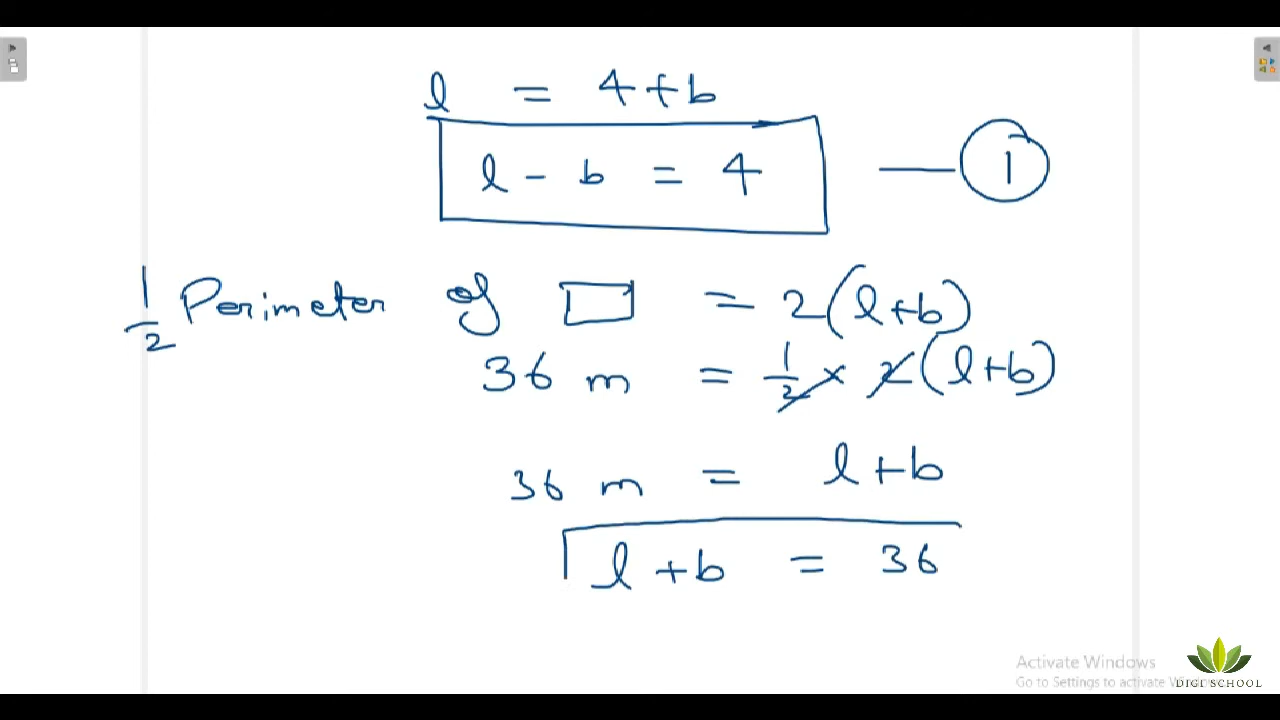 l = 4+b
l - b = 4 — 1
1/2 Perimeter of ▭ = 2(l+b)
36 m = 1/2 × 2(l+b)
36 m = l+b
l+b = 36
Activate Windows
Go to Settings to activate Windows.
DIGI SCHOOL